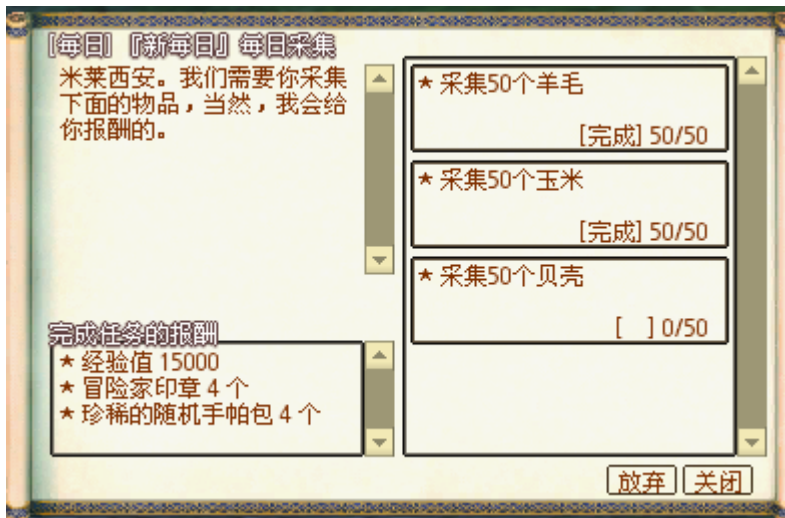 [每日] 『新每日』每日采集
米莱西安。我们需要你采集
下面的物品，当然，我会给
你报酬的。
完成任务的报酬
★ 经验值 15000
★ 冒险家印章 4 个
★ 珍稀的随机手帕包 4 个
★ 采集50个羊毛
[完成] 50/50
★ 采集50个玉米
[完成] 50/50
★ 采集50个贝壳
[ ] 0/50
放弃 关闭